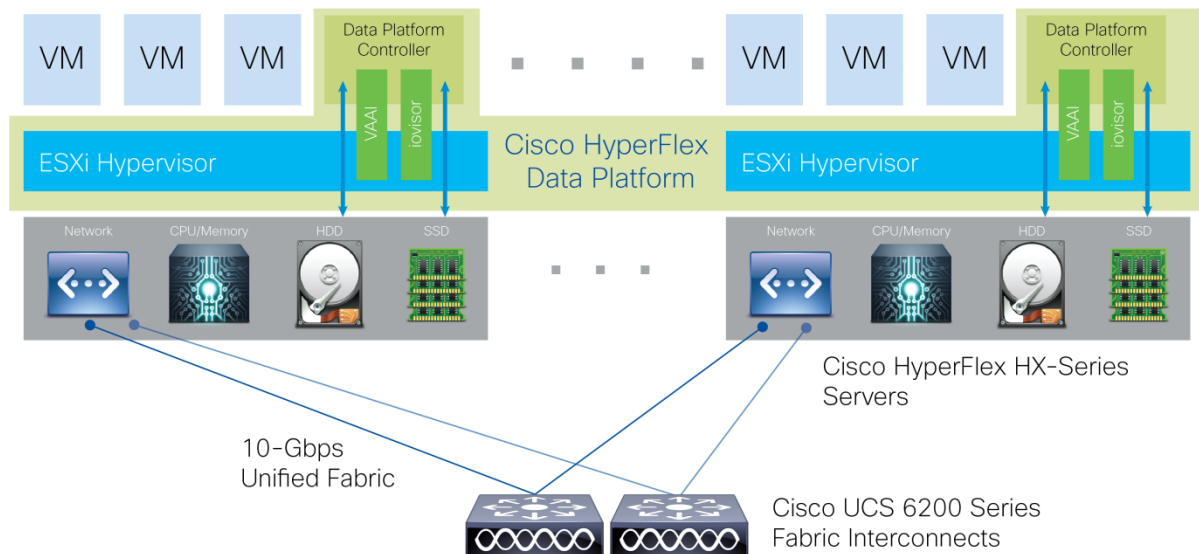 VM
VM
VM
Data Platform
Controller
VAAI
iovisor
VM
VM
VM
Data Platform
Controller
VAAI
iovisor
ESXi Hypervisor
Cisco HyperFlex
Data Platform
ESXi Hypervisor
Network
CPU/Memory
HDD
SSD
Network
CPU/Memory
HDD
SSD
Cisco HyperFlex HX-Series
Servers
10-Gbps
Unified Fabric
Cisco UCS 6200 Series
Fabric Interconnects